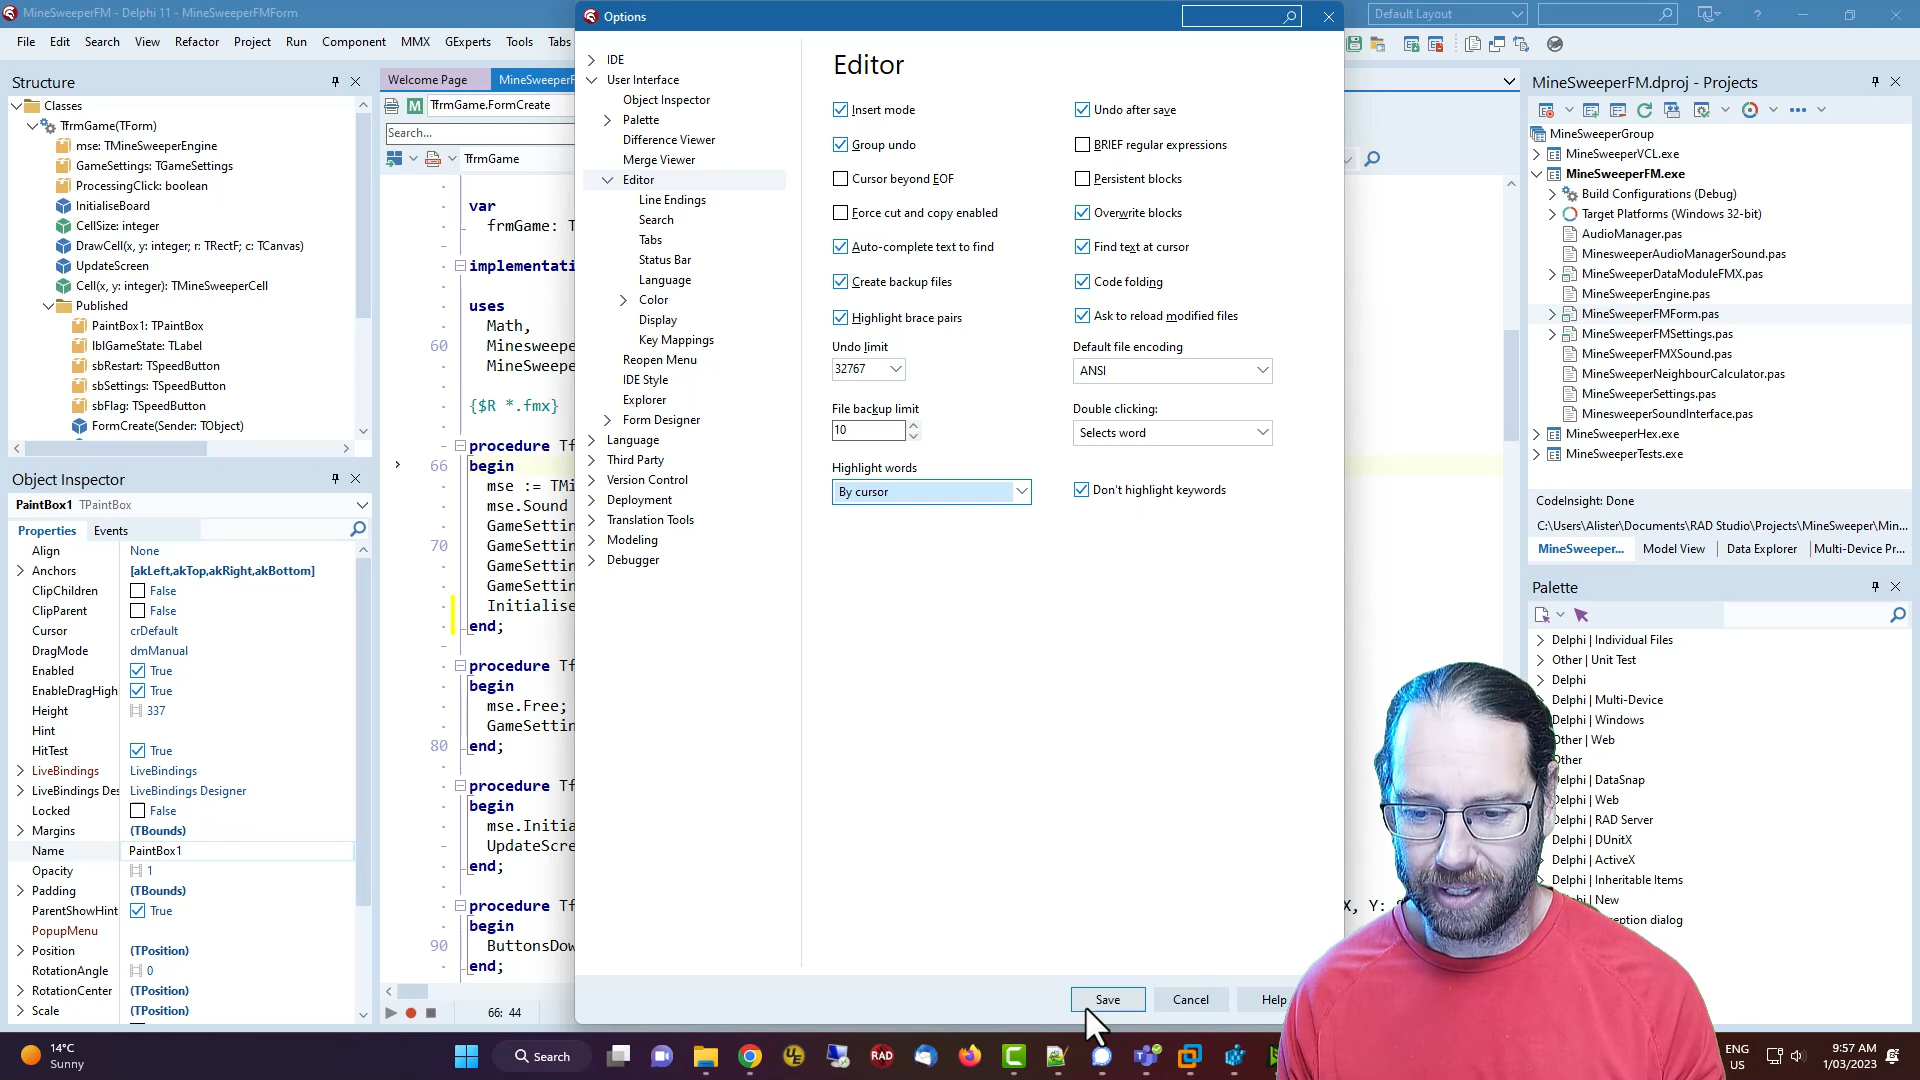 MineSweeperFM - Delphi 11 - MineSweeperFMForm
Options
Default Layout
File Edit Search View Refactor Project Run Component MMX GExperts Tools Tabs
Structure
Classes
TfrmGame(TForm)
mse: TMineSweeperEngine
GameSettings: TGameSettings
ProcessingClick: boolean
InitialiseBoard
CellSize: integer
DrawCell(x, y: integer; r: TRectF; c: TCanvas)
UpdateScreen
Cell(x, y: integer): TMineSweeperCell
Published
PaintBox1: TPaintBox
lblGameState: TLabel
sbRestart: TSpeedButton
sbSettings: TSpeedButton
sbFlag: TSpeedButton
FormCreate(Sender: TObject)
Object Inspector
PaintBox1 TPaintBox
Properties Events
Align None
Anchors [akLeft,akTop,akRight,akBottom]
ClipChildren False
ClipParent False
Cursor crDefault
DragMode dmManual
Enabled True
EnableDragHigh True
Height 337
Hint
HitTest True
LiveBindings LiveBindings
LiveBindings Des LiveBindings Designer
Locked False
Margins (TBounds)
Name PaintBox1
Opacity 1
Padding (TBounds)
ParentShowHint True
PopupMenu
Position (TPosition)
RotationAngle 0
RotationCenter (TPosition)
Scale (TPosition)
Welcome Page MineSweeperF
M TfrmGame.FormCreate
Search...
TfrmGame
var
frmGame: T
implementati
uses
Math,
60 Minesweepe
MineSweepe
{$R *.fmx}
procedure Tf
66 begin
mse := TMi
mse.Sound
GameSettin
70 GameSettin
GameSettin
GameSettin
Initialise
end;
procedure Tf
begin
mse.Free;
GameSettin
80 end;
procedure Tf
begin
mse.Initia
UpdateScre
end;
procedure Tf
X, Y:
begin
90 ButtonsDow
end;
66: 44
IDE
User Interface
Object Inspector
Palette
Difference Viewer
Merge Viewer
Editor
Line Endings
Search
Tabs
Status Bar
Language
Color
Display
Key Mappings
Reopen Menu
IDE Style
Explorer
Form Designer
Language
Third Party
Version Control
Deployment
Translation Tools
Modeling
Debugger
Editor
Insert mode Undo after save
Group undo BRIEF regular expressions
Cursor beyond EOF Persistent blocks
Force cut and copy enabled Overwrite blocks
Auto-complete text to find Find text at cursor
Create backup files Code folding
Highlight brace pairs Ask to reload modified files
Undo limit Default file encoding
32767 ANSI
File backup limit Double clicking:
10 Selects word
Highlight words
By cursor Don't highlight keywords
Save Cancel Help
MineSweeperFM.dproj - Projects
MineSweeperGroup
MineSweeperVCL.exe
MineSweeperFM.exe
Build Configurations (Debug)
Target Platforms (Windows 32-bit)
AudioManager.pas
MinesweeperAudioManagerSound.pas
MineSweeperDataModuleFMX.pas
MineSweeperEngine.pas
MineSweeperFMForm.pas
MineSweeperFMSettings.pas
MineSweeperFMXSound.pas
MineSweeperNeighbourCalculator.pas
MineSweeperSettings.pas
MinesweeperSoundInterface.pas
MineSweeperHex.exe
MineSweeperTests.exe
CodeInsight: Done
C:\Users\Alister\Documents\RAD Studio\Projects\MineSweeper\Min...
MineSweeper... Model View Data Explorer Multi-Device Pr...
Palette
Delphi | Individual Files
Other | Unit Test
Delphi
Delphi | Multi-Device
Delphi | Windows
Other | Web
Other
Delphi | DataSnap
Delphi | Web
Delphi | RAD Server
Delphi | DUnitX
Delphi | ActiveX
Delphi | Inheritable Items
Delphi | New
eption dialog
14°C
Sunny
Search
UE
RAD
ENG
US
9:57 AM
1/03/2023